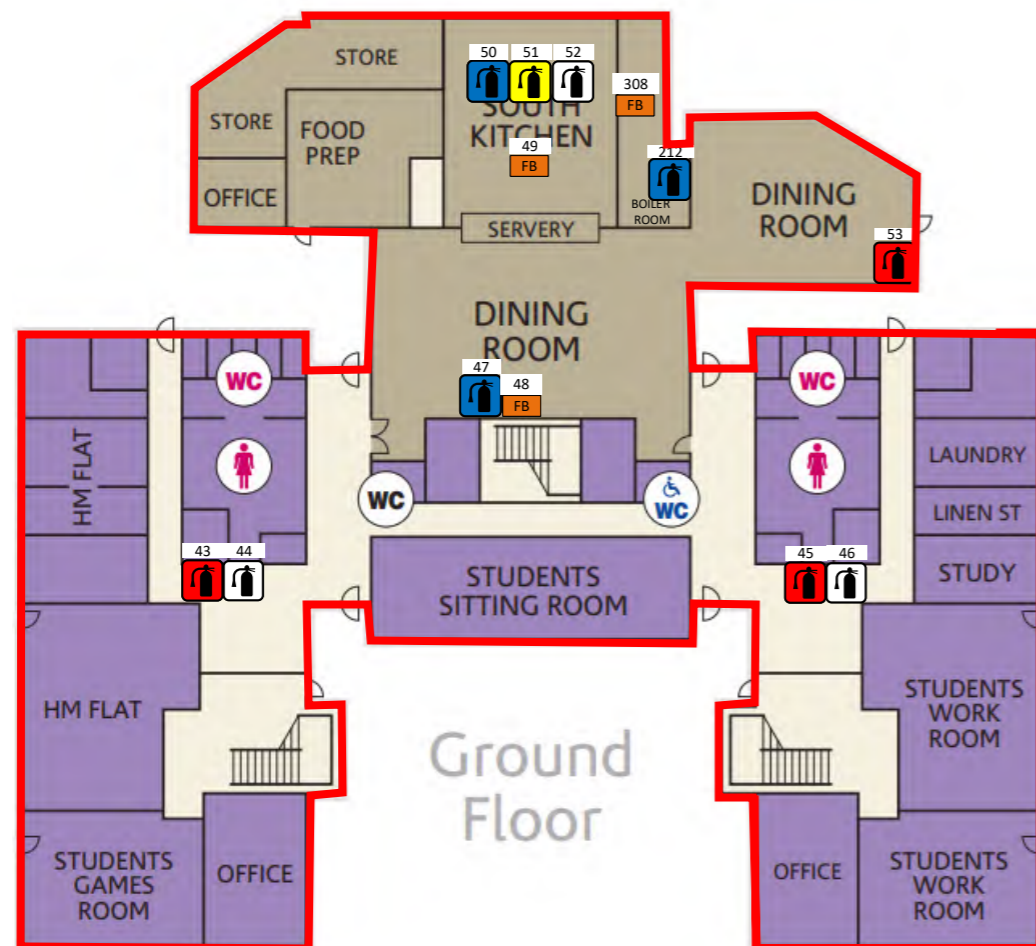 STORE
50 51 52
308
FB
STORE
FOOD
PREP
SOUTH
KITCHEN
49
FB
212
OFFICE
BOILER
ROOM
DINING
ROOM
SERVERY
53
DINING
ROOM
47
48
FB
WC
WC
HM FLAT
LAUNDRY
WC
WC
LINEN ST
43 44
45 46
STUDY
STUDENTS
SITTING ROOM
HM FLAT
STUDENTS
WORK
ROOM
Ground
Floor
STUDENTS
GAMES
ROOM
OFFICE
OFFICE
STUDENTS
WORK
ROOM